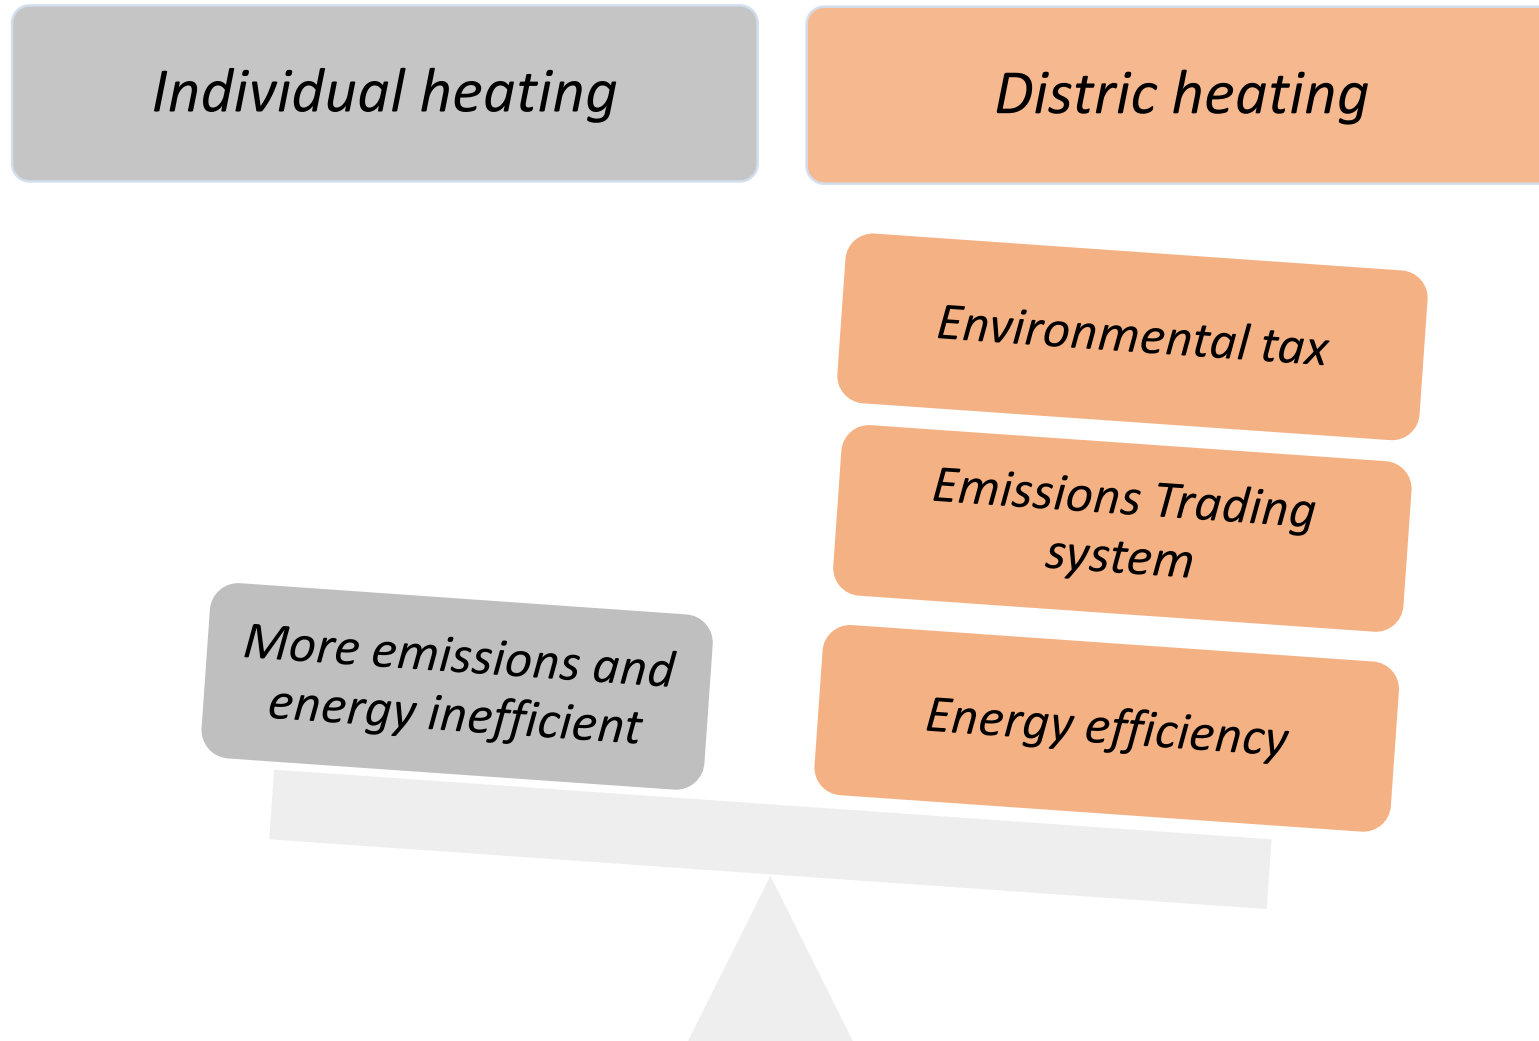 Individual heating
Distric heating
Environmental tax
Emissions Trading
system
Energy efficiency
More emissions and
energy inefficient